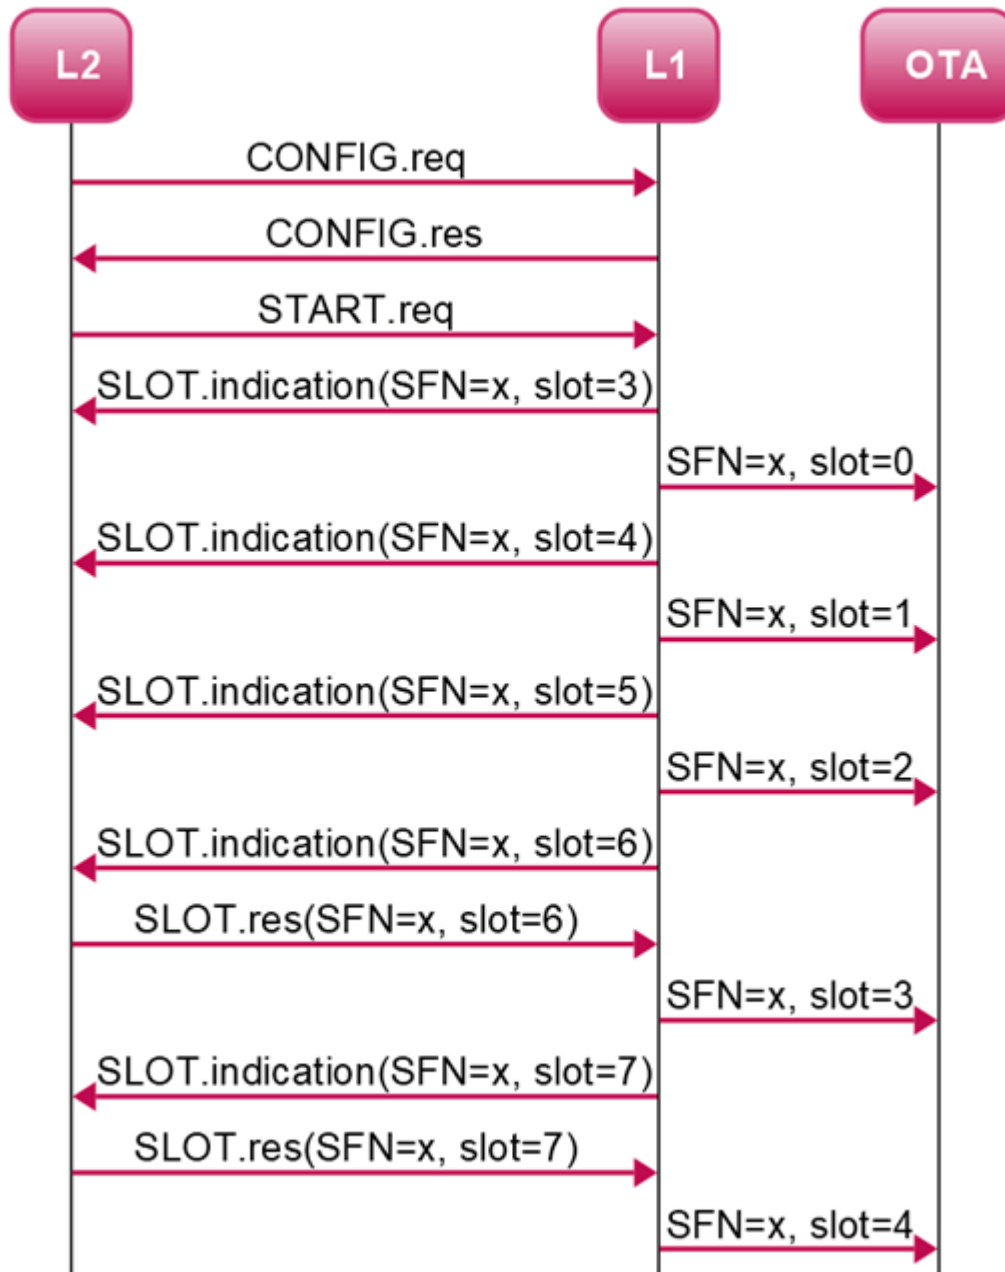 L2
L1
OTA
CONFIG.req
CONFIG.res
START.req
SLOT.indication(SFN=x, slot=3)
SFN=x, slot=0
SLOT.indication(SFN=x, slot=4)
SFN=x, slot=1
SLOT.indication(SFN=x, slot=5)
SFN=x, slot=2
SLOT.indication(SFN=x, slot=6)
SLOT.res(SFN=x, slot=6)
SFN=x, slot=3
SLOT.indication(SFN=x, slot=7)
SLOT.res(SFN=x, slot=7)
SFN=x, slot=4